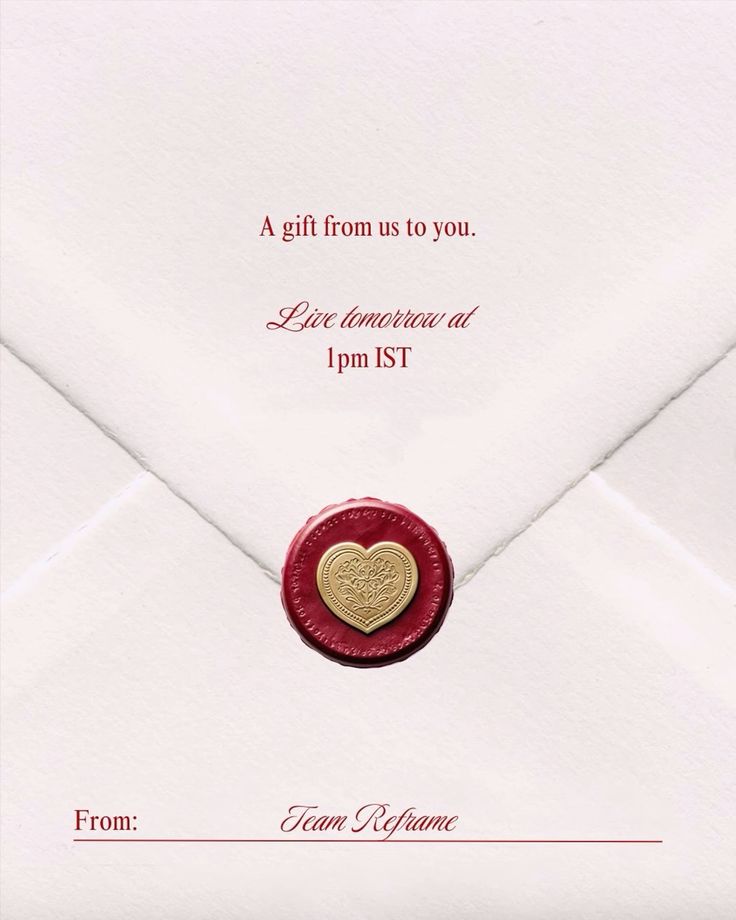 A gift from us to you.
Live tomorrow at
1pm IST
From: Team Reframe